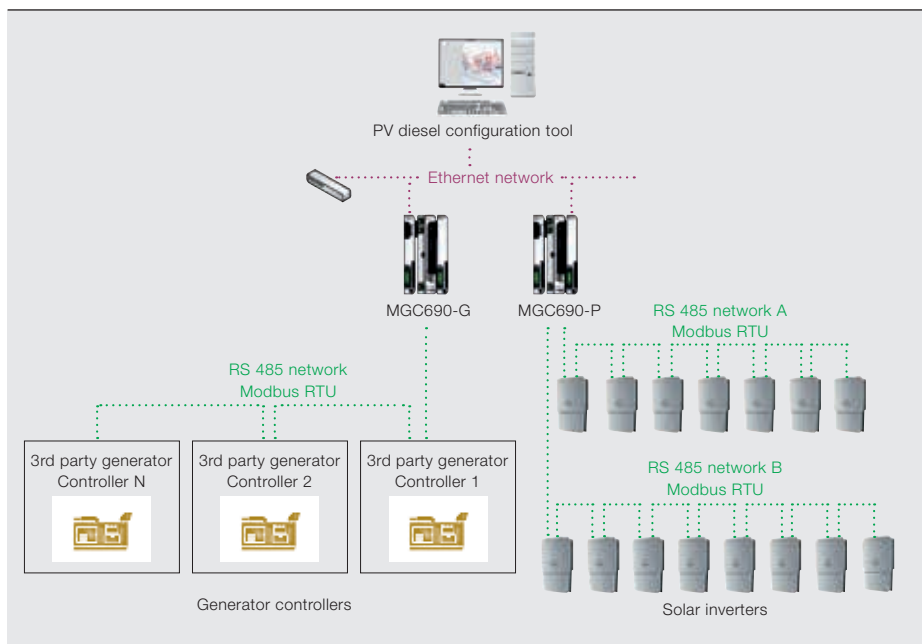 PV diesel configuration tool
Ethernet network
MGC690-G
MGC690-P
RS 485 network A
Modbus RTU
RS 485 network
Modbus RTU
3rd party generator
Controller N
3rd party generator
Controller 2
3rd party generator
Controller 1
RS 485 network B
Modbus RTU
Generator controllers
Solar inverters